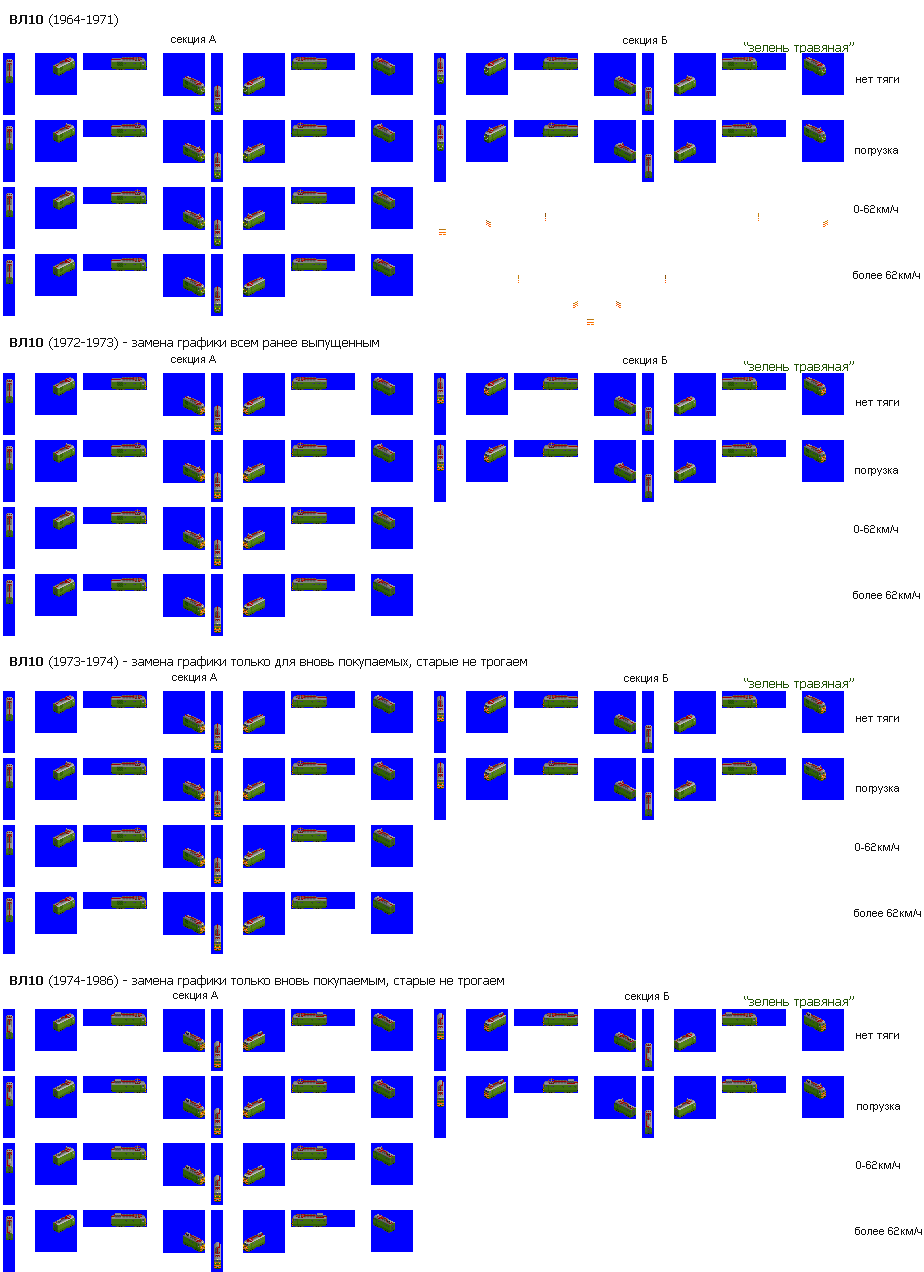 ВЛ10 (1964-1971)
секция А
секция Б
"зелень травяная"
нет тяги
погрузка
0-62км/ч
более 62км/ч
ВЛ10 (1972-1973) - замена графики всем ранее выпущенным
секция А
секция Б
"зелень травяная"
нет тяги
погрузка
0-62км/ч
более 62км/ч
ВЛ10 (1973-1974) - замена графики только для вновь покупаемых, старые не трогаем
секция А
секция Б
"зелень травяная"
нет тяги
погрузка
0-62км/ч
более 62км/ч
ВЛ10 (1974-1986) - замена графики только вновь покупаемым, старые не трогаем
секция А
секция Б
"зелень травяная"
нет тяги
погрузка
0-62км/ч
более 62км/ч